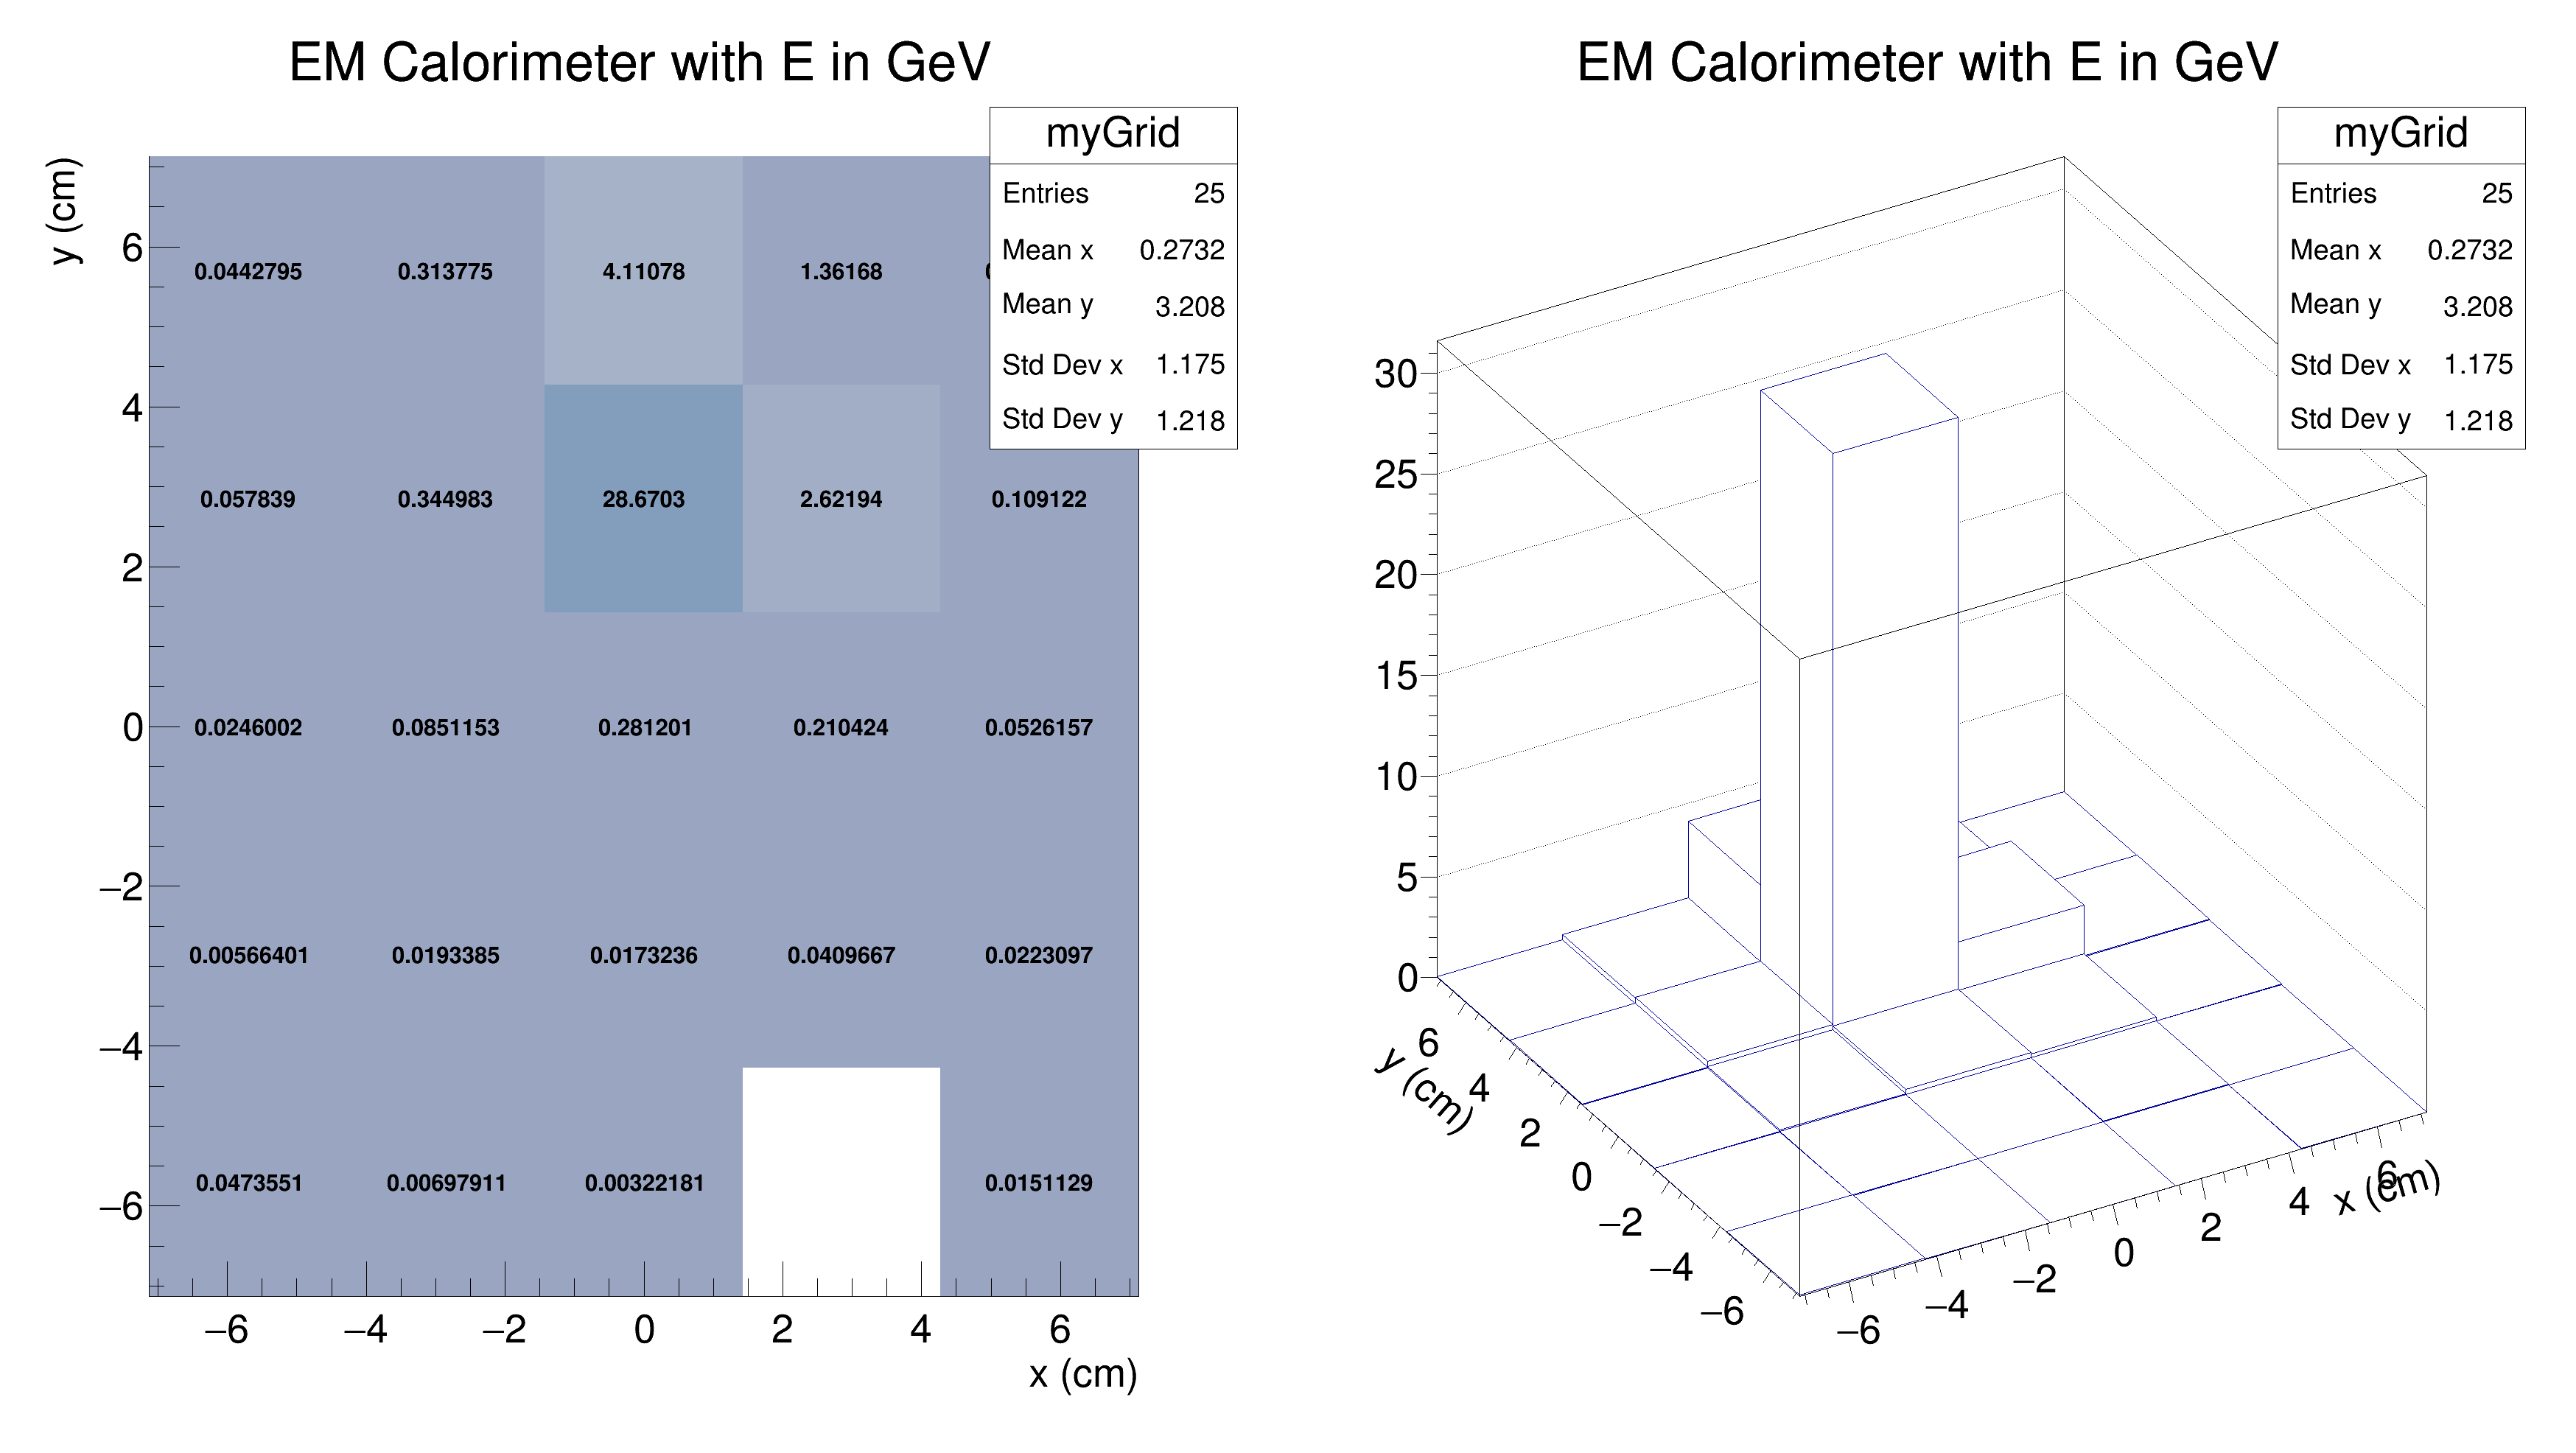 EM Calorimeter with E in GeV
myGrid
Entries 25
Mean x 0.2732
Mean y 3.208
Std Dev x 1.175
Std Dev y 1.218
y (cm)
6
4
2
0
−2
−4
−6
0.0442795 0.313775 4.11078 1.36168
0.057839 0.344983 28.6703 2.62194 0.109122
0.0246002 0.0851153 0.281201 0.210424 0.0526157
0.00566401 0.0193385 0.0173236 0.0409667 0.0223097
0.0473551 0.00697911 0.00322181 0.0151129
−6 −4 −2 0 2 4 6
x (cm)
EM Calorimeter with E in GeV
myGrid
Entries 25
Mean x 0.2732
Mean y 3.208
Std Dev x 1.175
Std Dev y 1.218
30
25
20
15
10
5
0
6
4
2
0
−2
−4
−6
y (cm)
−6
−4
−2
0
2
4
6
x (cm)